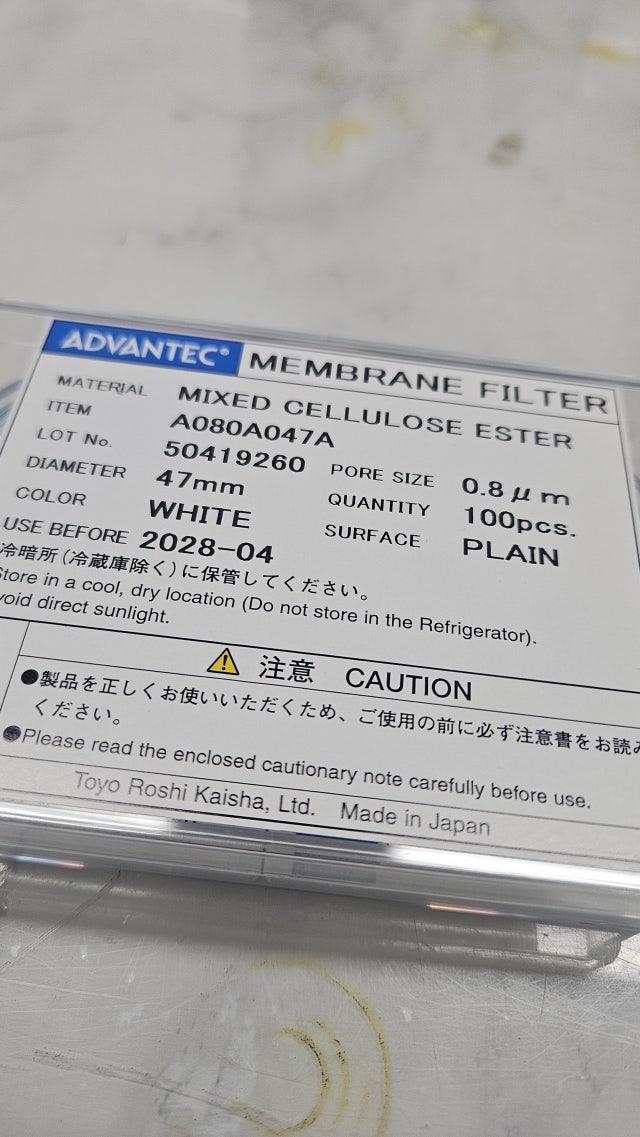 ADVANTEC® MEMBRANE FILTER
MATERIAL MIXED CELLULOSE ESTER
ITEM A080A047A
LOT No. 50419260 PORE SIZE 0.8μm
DIAMETER 47mm QUANTITY 100pcs.
COLOR WHITE SURFACE PLAIN
USE BEFORE 2028-04
冷暗所(冷蔵庫除く)に保管してください。
Store in a cool, dry location (Do not store in the Refrigerator).
void direct sunlight.
注意 CAUTION
●製品を正しくお使いいただくため、ご使用の前に必ず注意書をお読み
ください。
●Please read the enclosed cautionary note carefully before use.
Toyo Roshi Kaisha, Ltd. Made in Japan